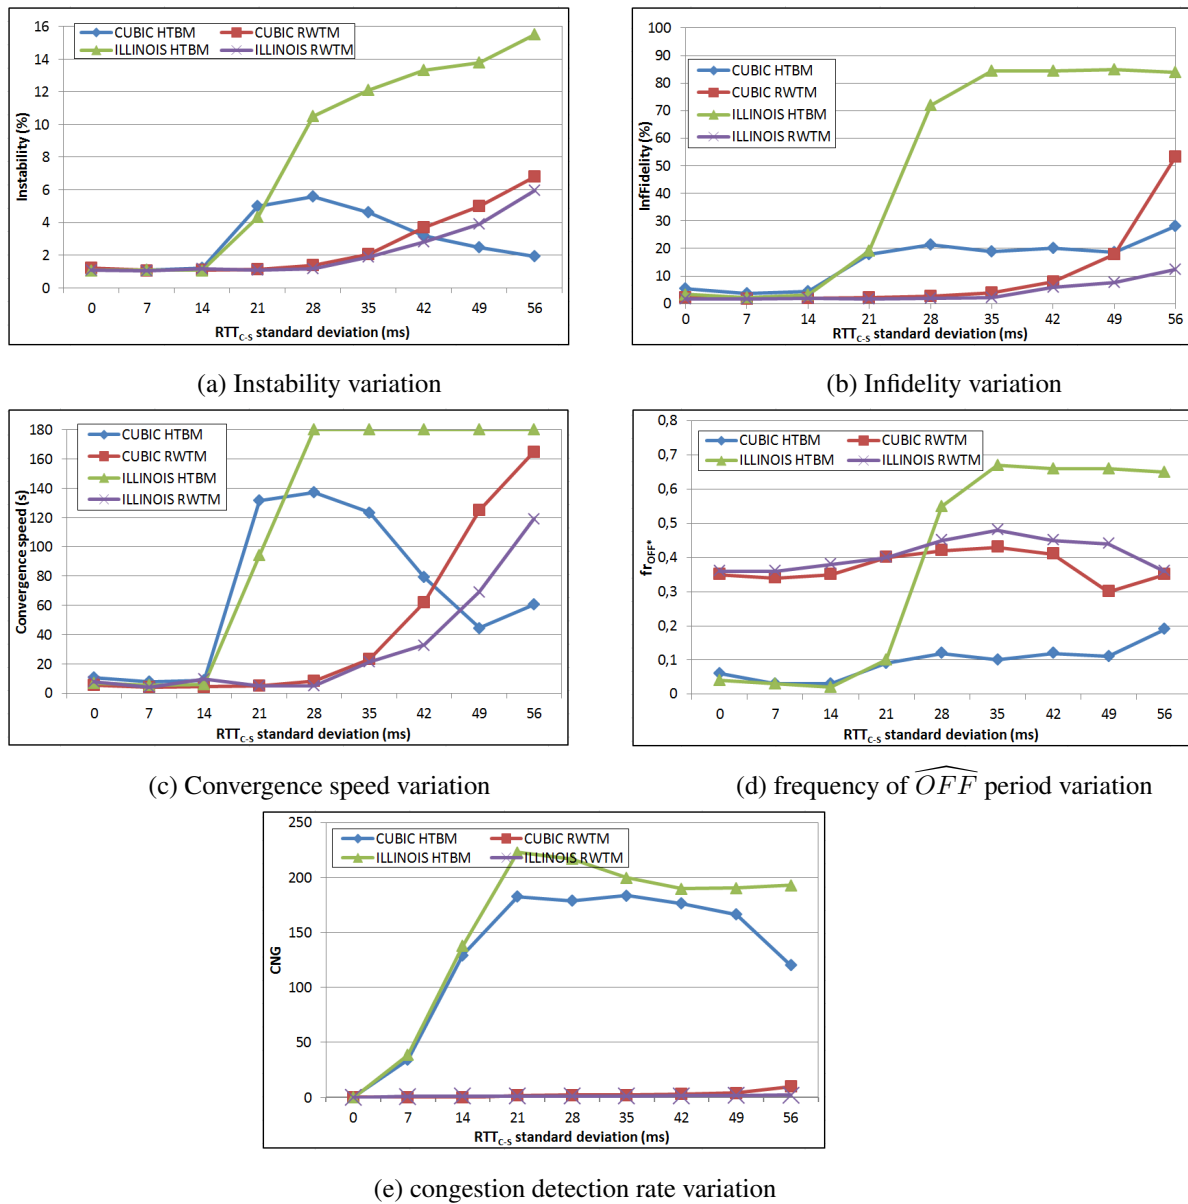 CUBIC HTBM CUBIC RWTM
ILLINOIS HTBM ILLINOIS RWTM
16
14
12
10
8
6
4
2
0
Instability (%)
0 7 14 21 28 35 42 49 56
RTTC-S standard deviation (ms)
(a) Instability variation
100
90
80
70
60
50
40
30
20
10
0
InfFidelity (%)
CUBIC HTBM
CUBIC RWTM
ILLINOIS HTBM
ILLINOIS RWTM
0 7 14 21 28 35 42 49 56
RTTC-S standard deviation (ms)
(b) Infidelity variation
180
160
140
120
100
80
60
40
20
0
Convergence speed (s)
CUBIC HTBM
CUBIC RWTM
ILLINOIS HTBM
ILLINOIS RWTM
0 7 14 21 28 35 42 49 56
RTTC-S standard deviation (ms)
(c) Convergence speed variation
0,8
0,7
0,6
0,5
0,4
0,3
0,2
0,1
0
frOFF*
CUBIC HTBM CUBIC RWTM
ILLINOIS HTBM ILLINOIS RWTM
0 7 14 21 28 35 42 49 56
RTTC-S standard deviation (ms)
(d) frequency of OFF period variation
250
200
150
100
50
0
CNG
CUBIC HTBM CUBIC RWTM
ILLINOIS HTBM ILLINOIS RWTM
0 7 14 21 28 35 42 49 56
RTTC-S standard deviation (ms)
(e) congestion detection rate variation